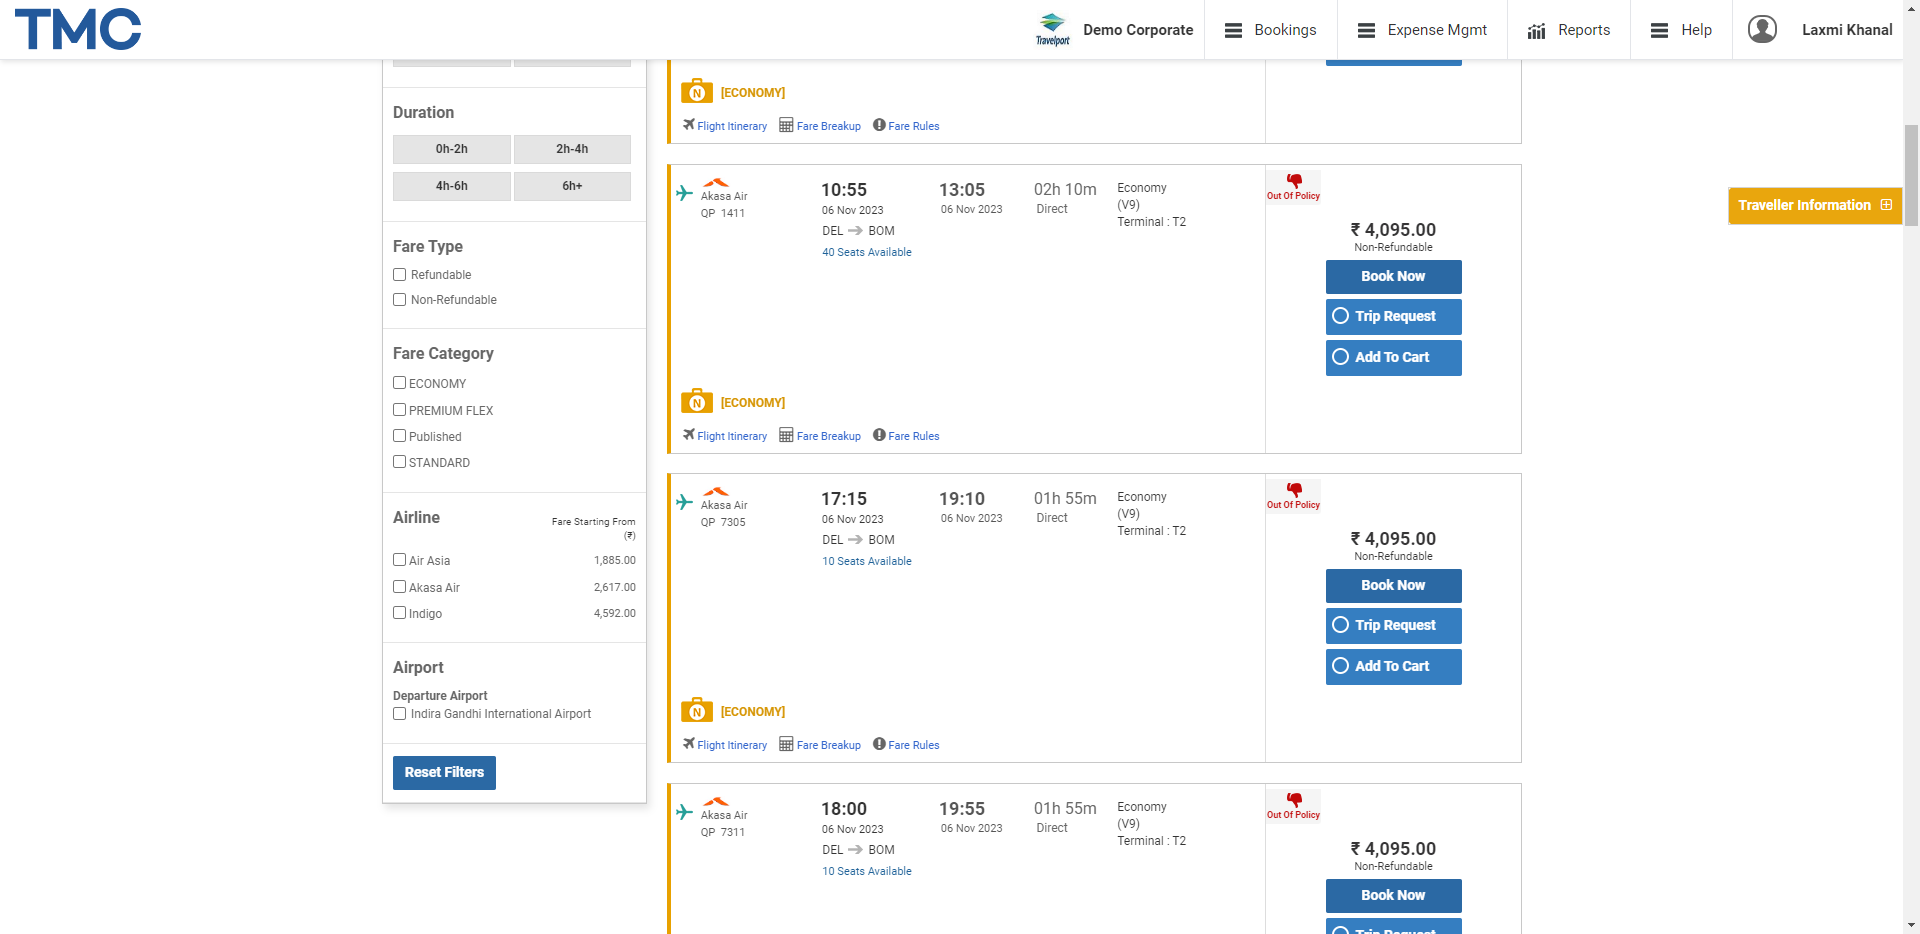 TMC
Travelport
Demo Corporate
Bookings
Expense Mgmt
Reports
Help
Laxmi Khanal
Duration
0h-2h
2h-4h
4h-6h
6h+
Fare Type
Refundable
Non-Refundable
Fare Category
ECONOMY
PREMIUM FLEX
Published
STANDARD
Airline
Fare Starting From
(₹)
Air Asia 1,885.00
Akasa Air 2,617.00
Indigo 4,592.00
Airport
Departure Airport
Indira Gandhi International Airport
Reset Filters
N [ECONOMY]
Flight Itinerary Fare Breakup Fare Rules
Akasa Air
QP 1411
10:55
06 Nov 2023
DEL BOM
40 Seats Available
13:05
06 Nov 2023
02h 10m
Direct
Economy
(V9)
Terminal : T2
Out Of Policy
₹ 4,095.00
Non-Refundable
Book Now
Trip Request
Add To Cart
N [ECONOMY]
Flight Itinerary Fare Breakup Fare Rules
Akasa Air
QP 7305
17:15
06 Nov 2023
DEL BOM
10 Seats Available
19:10
06 Nov 2023
01h 55m
Direct
Economy
(V9)
Terminal : T2
Out Of Policy
₹ 4,095.00
Non-Refundable
Book Now
Trip Request
Add To Cart
N [ECONOMY]
Flight Itinerary Fare Breakup Fare Rules
Akasa Air
QP 7311
18:00
06 Nov 2023
DEL BOM
10 Seats Available
19:55
06 Nov 2023
01h 55m
Direct
Economy
(V9)
Terminal : T2
Out Of Policy
₹ 4,095.00
Non-Refundable
Book Now
Trip Request
Traveller Information